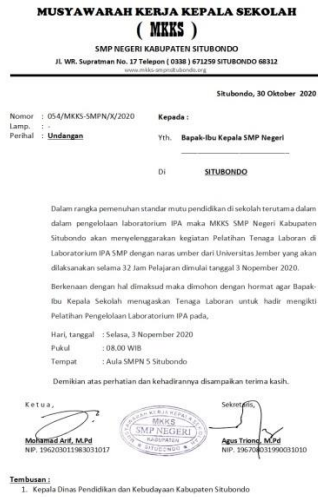 MUSYAWARAH KERJA KEPALA SEKOLAH
( MKKS )
SMP NEGERI KABUPATEN SITUBONDO
Jl. WR. Supratman No. 17 Telepon ( 0338 ) 671259 SITUBONDO 68312
www.mkks-smpnsitubondo.org
Situbondo, 30 Oktober 2020
Nomor : 054/MKKS-SMPN/X/2020
Lamp. : -
Perihal : Undangan
Kepada :
Yth. Bapak-Ibu Kepala SMP Negeri
Di SITUBONDO
Dalam rangka pemenuhan standar mutu pendidikan di sekolah terutama dalam
dalam pengelolaan laboratorium IPA maka MKKS SMP Negeri Kabupaten
Situbondo akan menyelenggarakan kegiatan Pelatihan Tenaga Laboran di
Laboratorium IPA SMP dengan naras umber dari Universitas Jember yang akan
dilaksanakan selama 32 Jam Pelajaran dimulai tanggal 3 Nopember 2020.
Berkenaan dengan hal dimaksud maka dimohon dengan hormat agar Bapak-
Ibu Kepala Sekolah menugaskan Tenaga Laboran untuk hadir mengikti
Pelatihan Pengelolaan Laboratorium IPA pada,
Hari, tanggal : Selasa, 3 Nopember 2020
Pukul : 08.00 WIB
Tempat : Aula SMPN 5 Situbondo
Demikian atas perhatian dan kehadirannya disampaikan terima kasih.
Ketua,
Mohamad Arif, M.Pd
NIP. 196203011983031017
MKKS
SMP NEGERI
KABUPATEN
SITUBONDO
Sekretaris,
Agus Triono, M.Pd
NIP. 196708031990031010
Tembusan :
1. Kepala Dinas Pendidikan dan Kebudayaan Kabupaten Situbondo